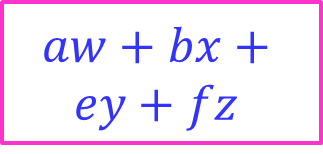 aw + bx +
ey + fz